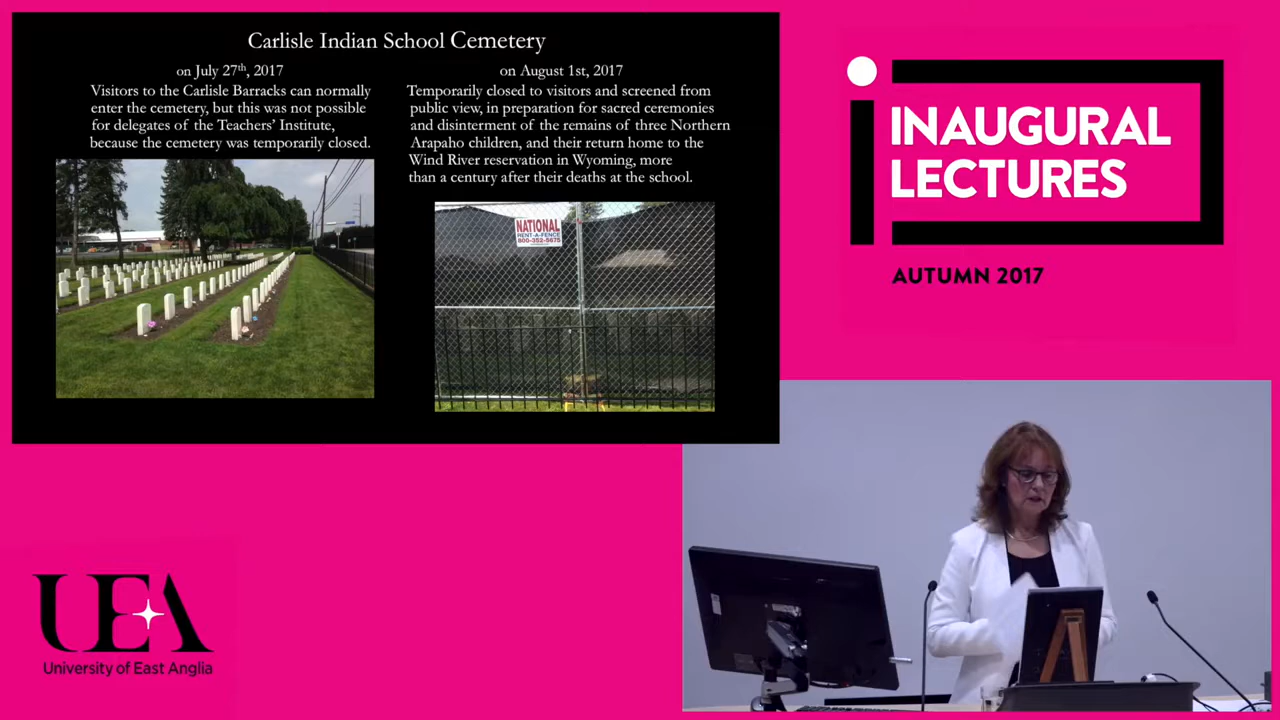 Carlisle Indian School Cemetery
on July 27th, 2017
Visitors to the Carlisle Barracks can normally
enter the cemetery, but this was not possible
for delegates of the Teachers' Institute,
because the cemetery was temporarily closed.
on August 1st, 2017
Temporarily closed to visitors and screened from
public view, in preparation for sacred ceremonies
and disinterment of the remains of three Northern
Arapaho children, and their return home to the
Wind River reservation in Wyoming, more
than a century after their deaths at the school.
NATIONAL
RENT-A-FENCE
800-352-5675
INAUGURAL
LECTURES
AUTUMN 2017
UEA
University of East Anglia